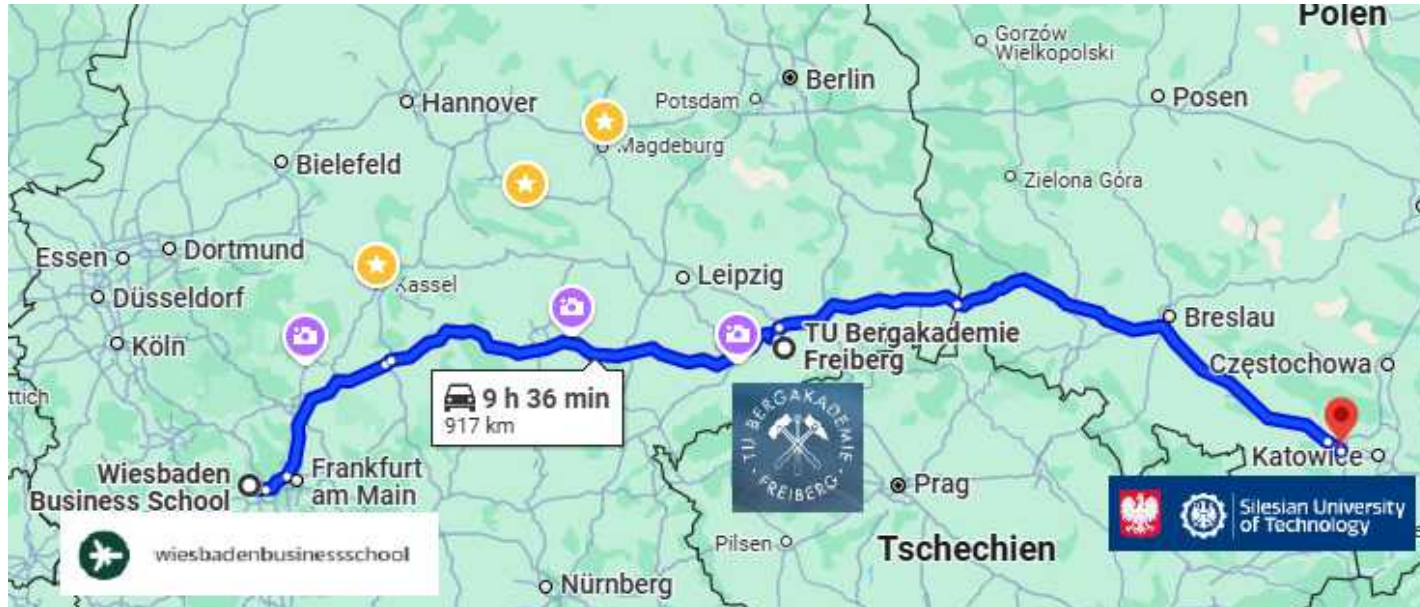 Polen
Gorzów
Wielkopolski
Berlin
Potsdam
Hannover
Posen
Magdeburg
Bielefeld
Zielona Góra
Essen
Dortmund
Kassel
Leipzig
Düsseldorf
Breslau
TU Bergakademie
Freiberg
Köln
Częstochowa
ttich
9 h 36 min
917 km
TU BERGAKADEMIE
FREIBERG
Wiesbaden
Business School
Frankfurt
am Main
Katowice
Prag
Silesian University
of Technology
wiesbadenbusinessschool
Pilsen
Tschechien
Nürnberg